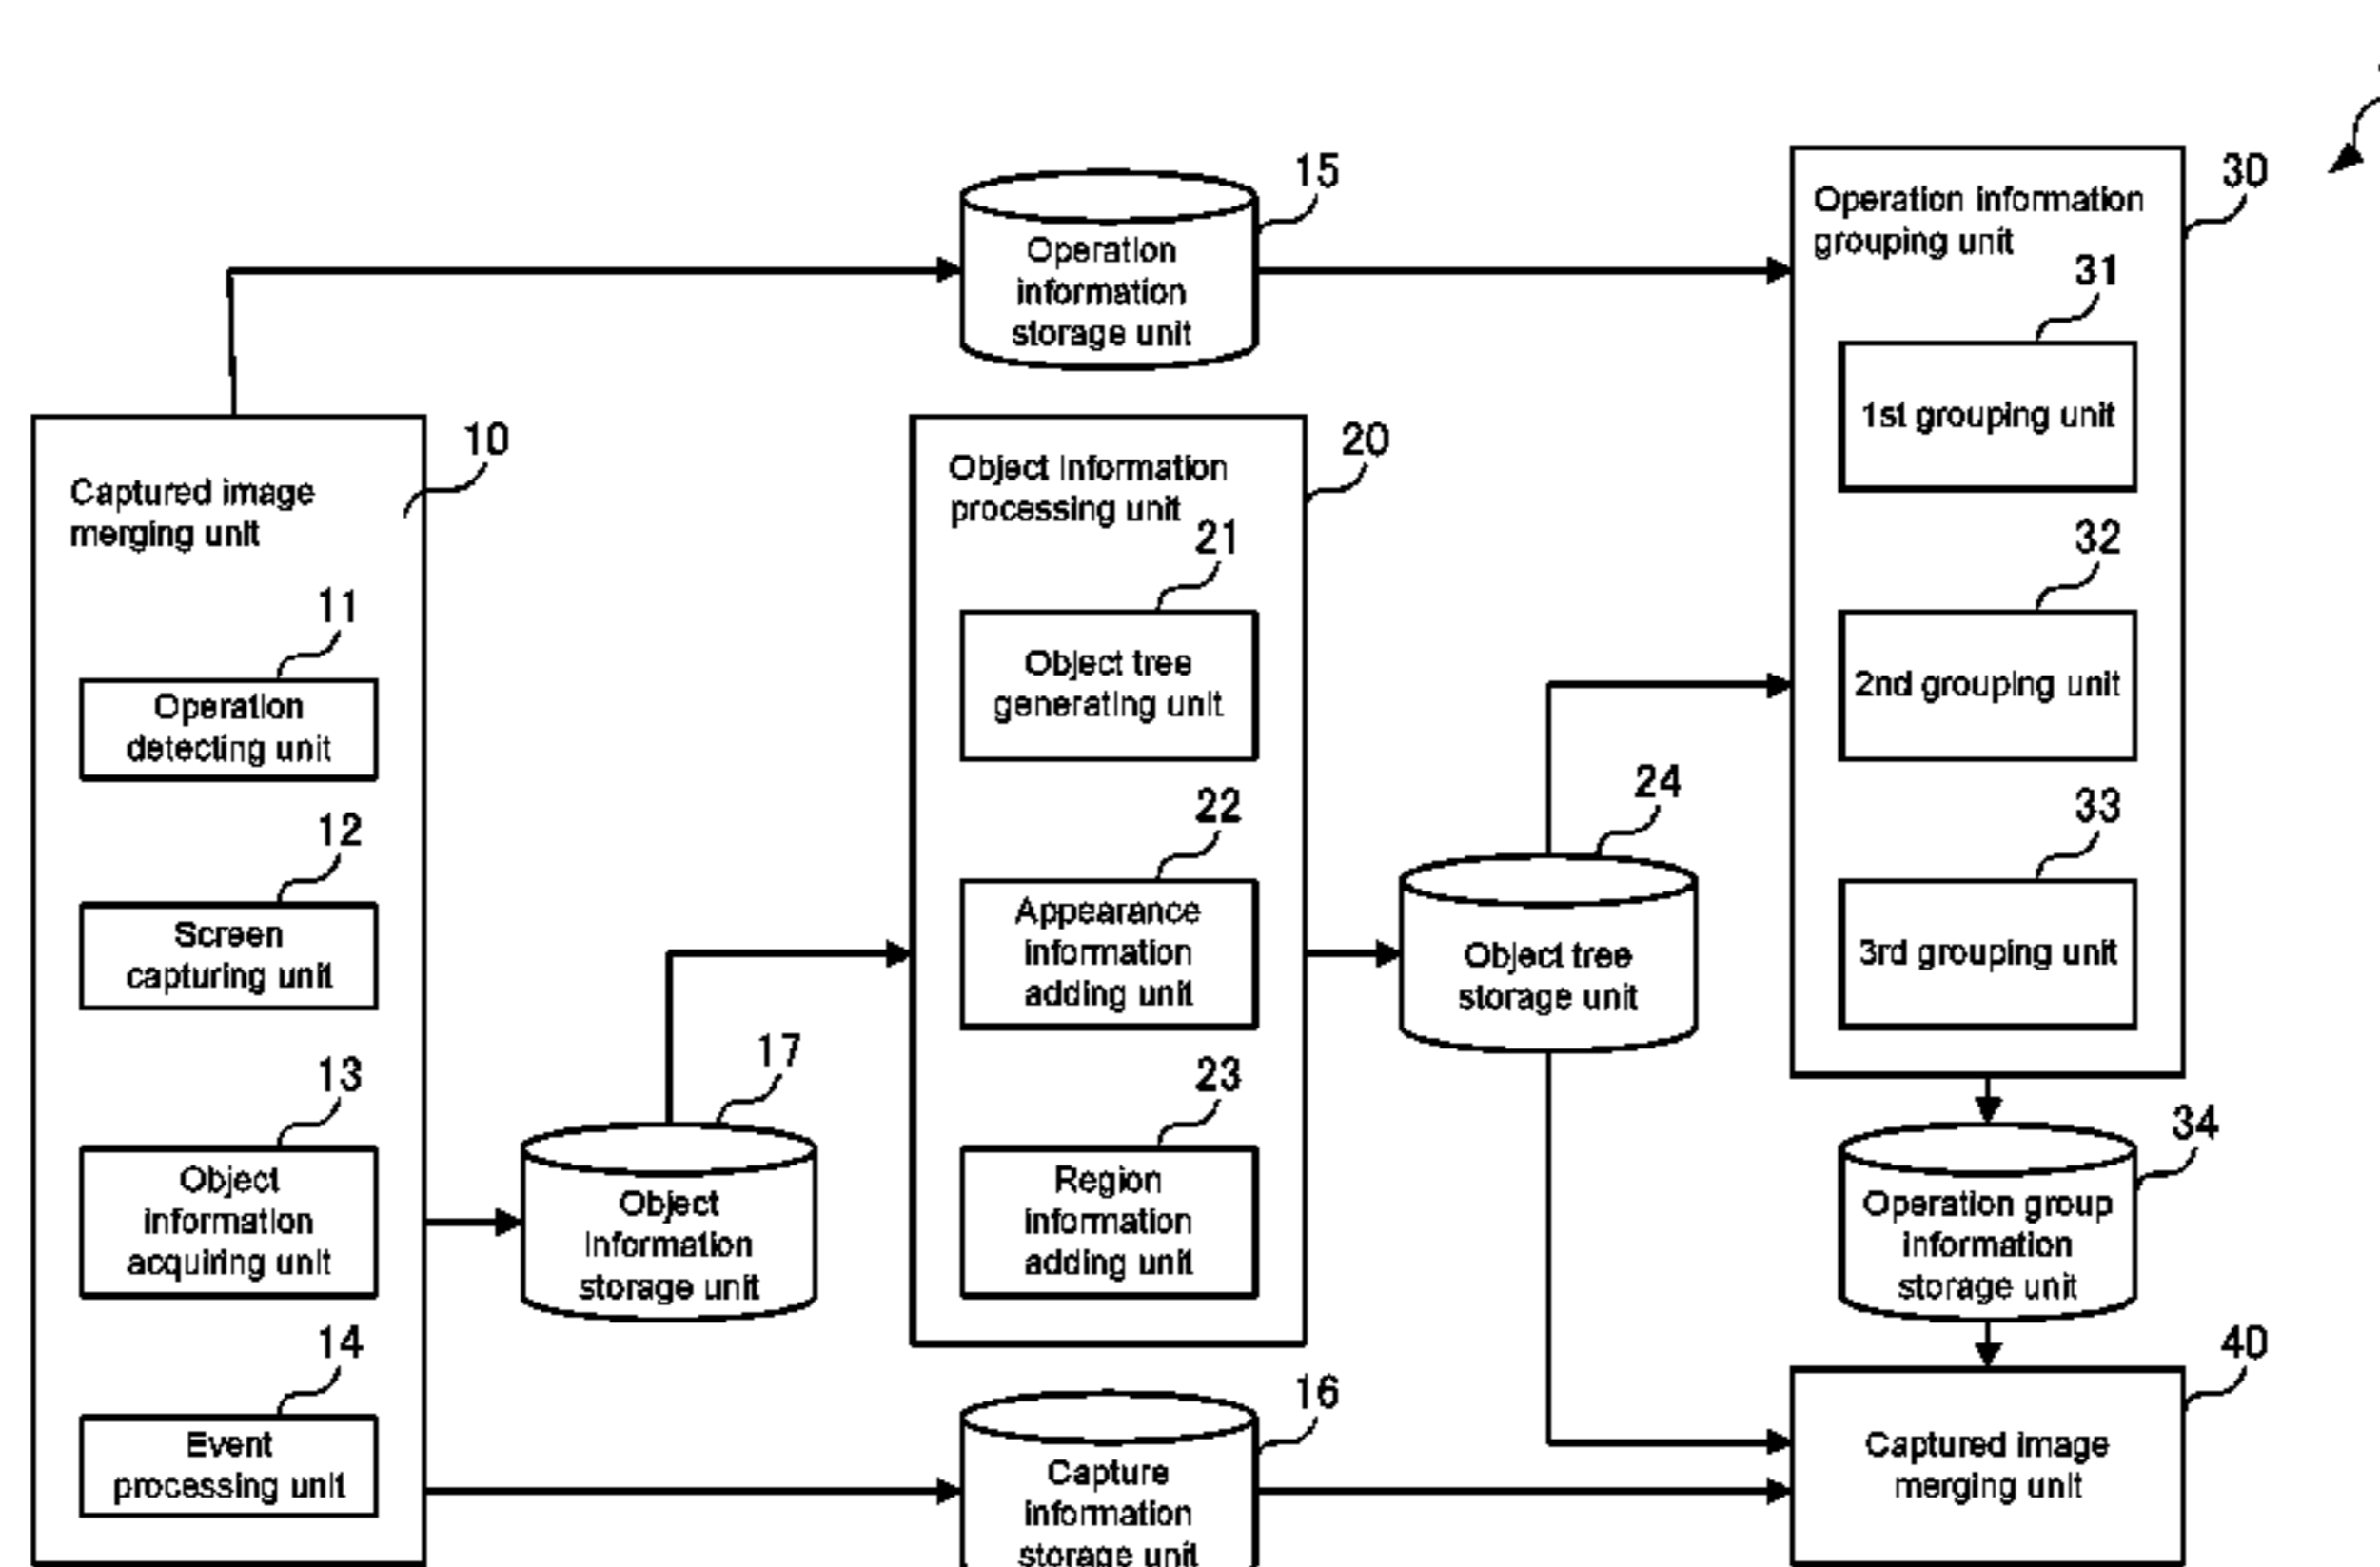 15
Operation
information
storage unit
30
Operation information
grouping unit
31
1st grouping unit
32
2nd grouping unit
33
3rd grouping unit
10
Captured image
merging unit
11
Operation
detecting unit
12
Screen
capturing unit
13
Object
information
acquiring unit
14
Event
processing unit
20
Object information
processing unit
21
Object tree
generating unit
22
Appearance
information
adding unit
23
Region
information
adding unit
17
Object
information
storage unit
24
Object tree
storage unit
34
Operation group
information
storage unit
16
Capture
information
storage unit
40
Captured image
merging unit